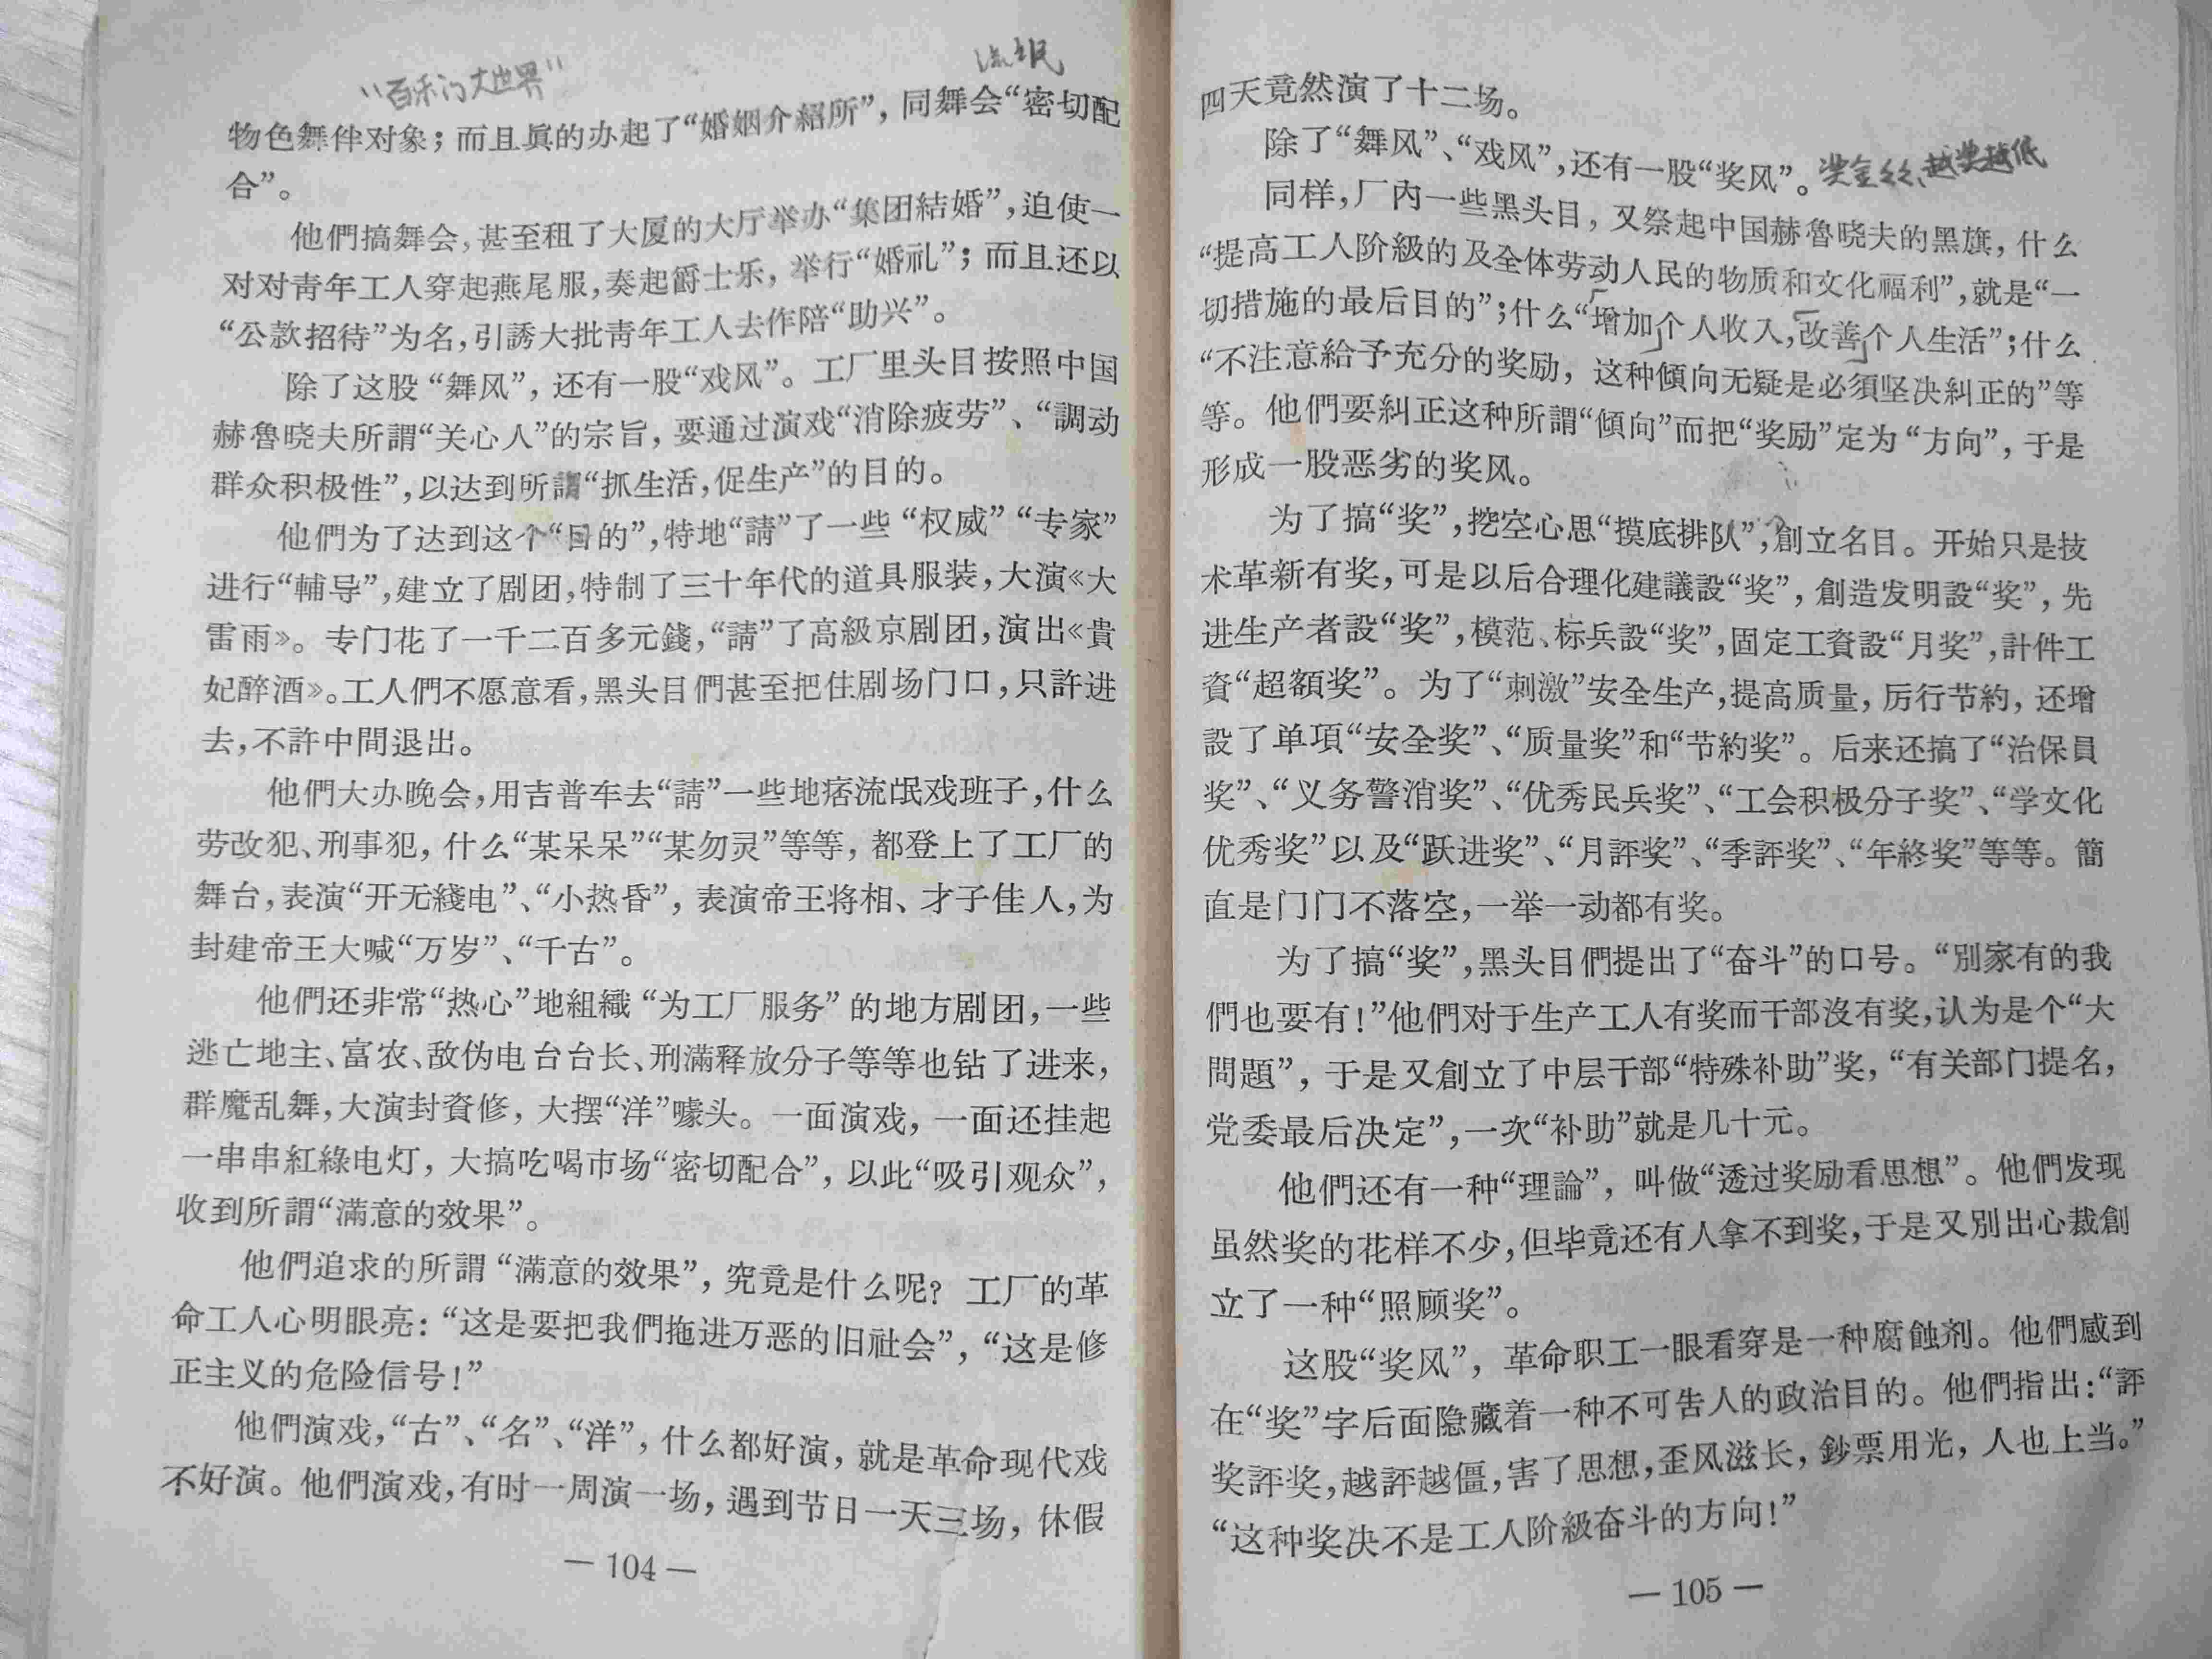 流氓
物色舞伴对象；而且真的办起了“婚姻介紹所”，同舞会“密切配
合”。
他們搞舞会，甚至租了大厦的大厅举办“集团結婚”，迫使一
对对青年工人穿起燕尾服，奏起爵士乐，举行“婚礼”；而且还以
“公款招待”为名，引誘大批青年工人去作陪“助兴”。
除了这股“舞风”，还有一股“戏风”。工厂里头目按照中国
赫魯晓夫所謂“关心人”的宗旨，要通过演戏“消除疲劳”、“調动
群众积极性”，以达到所謂“抓生活，促生产”的目的。
他們为了达到这个“目的”，特地“請”了一些“权威”“专家”
进行“輔导”，建立了剧团，特制了三十年代的道具服装，大演《大
雷雨》。专门花了一千二百多元錢，“請”了高級京剧团，演出《貴
妃醉酒》。工人們不愿意看，黑头目們甚至把住剧场门口，只許进
去，不許中間退出。
他們大办晚会，用吉普车去“請”一些地痞流氓戏班子，什么
劳改犯、刑事犯，什么“某呆呆”“某勿灵”等等，都登上了工厂的
舞台，表演“开无綫电”、“小热昏”，表演帝王将相、才子佳人，为
封建帝王大喊“万岁”、“千古”。
他們还非常“热心”地組織“为工厂服务”的地方剧团，一些
逃亡地主、富农、敌伪电台台长、刑滿释放分子等等也钻了进来，
群魔乱舞，大演封資修，大摆“洋”噱头。一面演戏，一面还挂起
一串串紅綠电灯，大搞吃喝市场“密切配合”，以此“吸引观众”，
收到所謂“滿意的效果”。
他們追求的所謂“滿意的效果”，究竟是什么呢？工厂的革
命工人心明眼亮：“这是要把我們拖进万恶的旧社会”，“这是修
正主义的危险信号！”
他們演戏，“古”、“名”、“洋”，什么都好演，就是革命现代戏
不好演。他們演戏，有时一周演一场，遇到节日一天三场，休假
— 104 —
四天竟然演了十二场。
除了“舞风”、“戏风”，还有一股“奖风”。
同样，厂內一些黑头目，又祭起中国赫魯晓夫的黑旗，什么
“提高工人阶級的及全体劳动人民的物质和文化福利”，就是“一
切措施的最后目的”；什么“增加个人收入，改善个人生活”；什么
“不注意給予充分的奖励，这种傾向无疑是必須坚决糾正的”等
等。他們要糾正这种所謂“傾向”而把“奖励”定为“方向”，于是
形成一股恶劣的奖风。
为了搞“奖”，挖空心思“摸底排队”，創立名目。开始只是技
术革新有奖，可是以后合理化建議設“奖”，創造发明設“奖”，先
进生产者設“奖”，模范、标兵設“奖”，固定工資設“月奖”，計件工
資“超額奖”。为了“刺激”安全生产，提高质量，厉行节約，还增
設了单項“安全奖”、“质量奖”和“节約奖”。后来还搞了“治保員
奖”、“义务警消奖”、“优秀民兵奖”、“工会积极分子奖”、“学文化
优秀奖”以及“跃进奖”、“月評奖”、“季評奖”、“年終奖”等等。簡
直是门门不落空，一举一动都有奖。
为了搞“奖”，黑头目們提出了“奋斗”的口号。“別家有的我
們也要有！”他們对于生产工人有奖而干部沒有奖，认为是个“大
問題”，于是又創立了中层干部“特殊补助”奖，“有关部门提名，
党委最后决定”，一次“补助”就是几十元。
他們还有一种“理論”，叫做“透过奖励看思想”。他們发现
虽然奖的花样不少，但毕竟还有人拿不到奖，于是又別出心裁創
立了一种“照顾奖”。
这股“奖风”，革命职工一眼看穿是一种腐蝕剂。他們感到
在“奖”字后面隐藏着一种不可告人的政治目的。他們指出：“評
奖評奖，越評越僵，害了思想，歪风滋长，鈔票用光，人也上当。”
“这种奖决不是工人阶級奋斗的方向！”
— 105 —